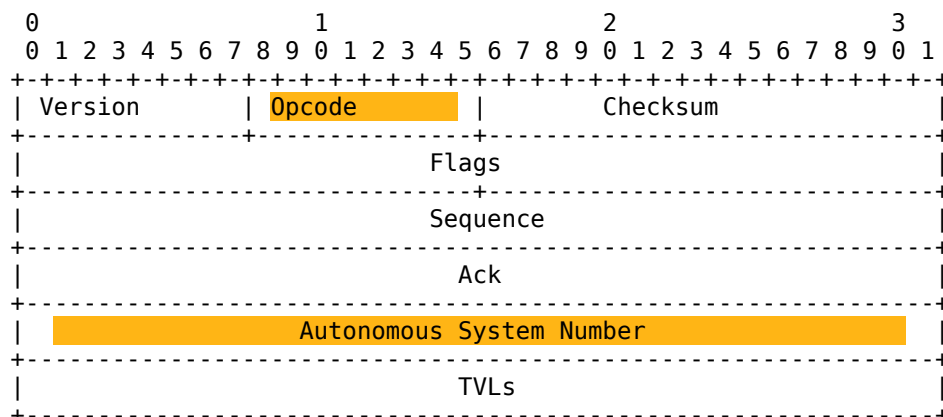 0                   1                   2                   3
0 1 2 3 4 5 6 7 8 9 0 1 2 3 4 5 6 7 8 9 0 1 2 3 4 5 6 7 8 9 0 1
+-+-+-+-+-+-+-+-+-+-+-+-+-+-+-+-+-+-+-+-+-+-+-+-+-+-+-+-+-+-+-+-+
| Version       | Opcode        |        Checksum               |
+---------------+---------------+-------------------------------+
|                            Flags                              |
+-------------------------------+-------------------------------+
|                            Sequence                           |
+---------------------------------------------------------------+
|                              Ack                              |
+---------------------------------------------------------------+
|                   Autonomous System Number                    |
+---------------------------------------------------------------+
|                              TVLs                             |
+---------------------------------------------------------------+